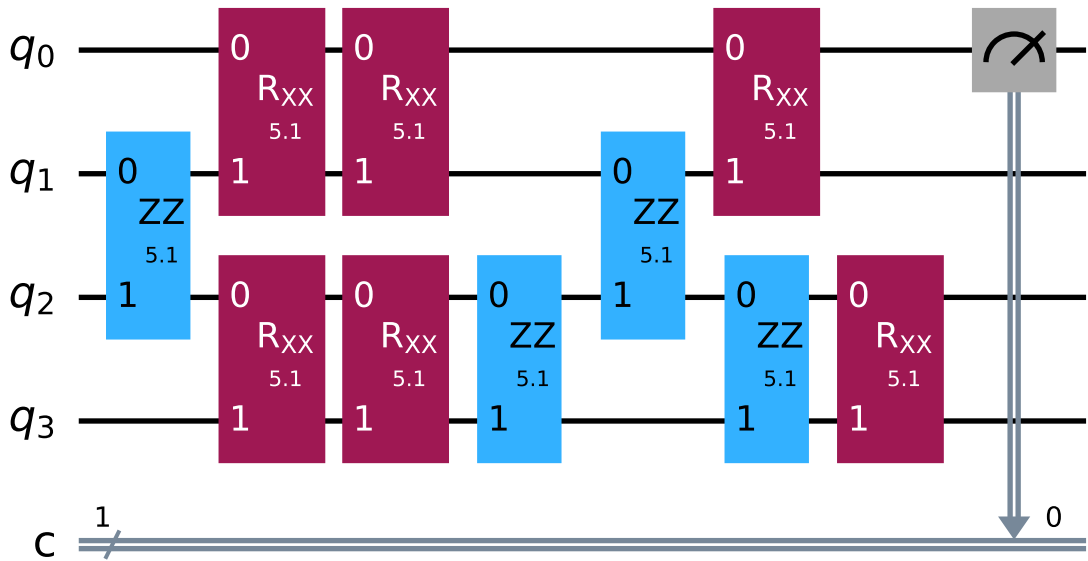 q0
0 0 0
RXX RXX RXX
5.1 5.1 5.1
q1
0 1 1 0 1
ZZ ZZ
5.1 5.1
q2
1 0 0 0 1 0 0
RXX RXX ZZ ZZ RXX
5.1 5.1 5.1 5.1 5.1
q3
1 1 1 1 1
1 0
c